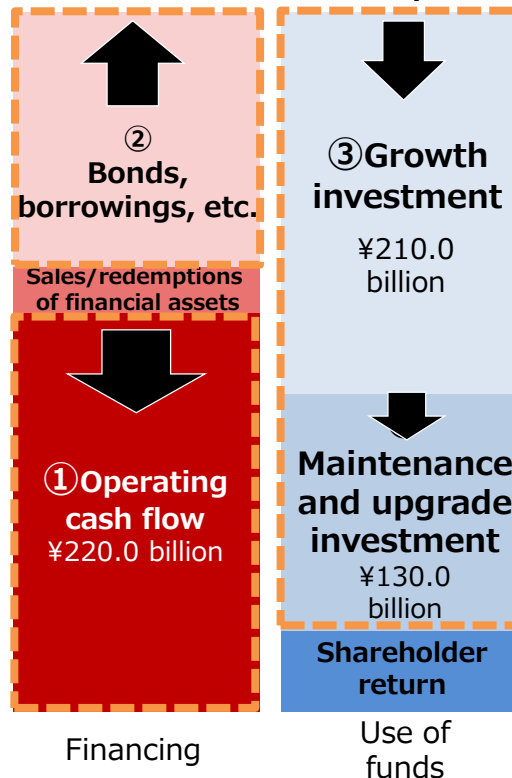 ②
Bonds,
borrowings, etc.
Sales/redemptions
of financial assets
①Operating
cash flow
¥220.0 billion
Financing
③Growth
investment
¥210.0
billion
Maintenance
and upgrade
investment
¥130.0
billion
Shareholder
return
Use of
funds